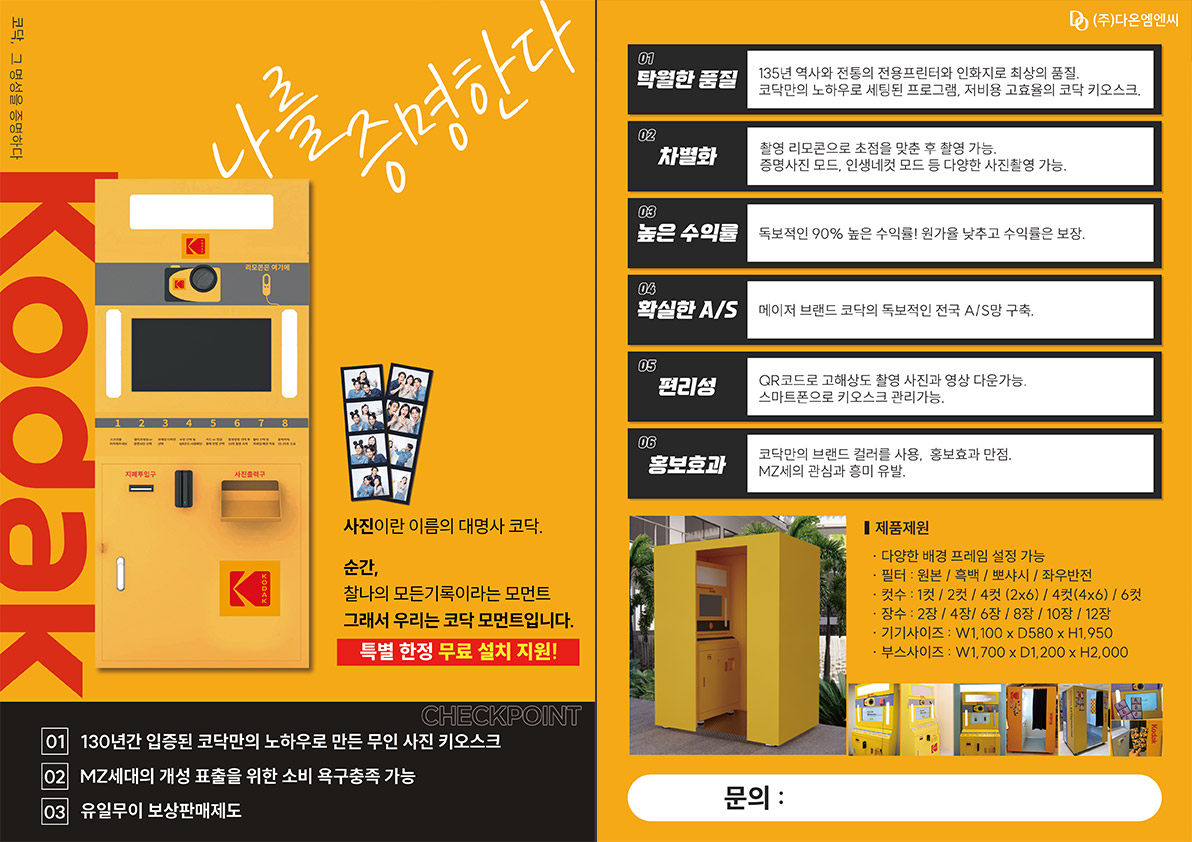 코닥, 그 명성을 증명하다
나를 증명한다
Kodak
리모콘은 여기에
1 2 3 4 5 6 7 8
지폐투입구
사진출력구
KODAK
사진이란 이름의 대명사 코닥.
순간,
찰나의 모든기록이라는 모먼트
그래서 우리는 코닥 모먼트입니다.
특별 한정 무료 설치 지원!
CHECKPOINT
01 130년간 입증된 코닥만의 노하우로 만든 무인 사진 키오스크
02 MZ세대의 개성 표출을 위한 소비 욕구충족 가능
03 유일무이 보상판매제도
DO (주)다온엠엔씨
01
탁월한 품질
135년 역사와 전통의 전용프린터와 인화지로 최상의 품질.
코닥만의 노하우로 세팅된 프로그램, 저비용 고효율의 코닥 키오스크.
02
차별화
촬영 리모콘으로 초점을 맞춘 후 촬영 가능.
증명사진 모드, 인생네컷 모드 등 다양한 사진촬영 가능.
03
높은 수익률
독보적인 90% 높은 수익률! 원가율 낮추고 수익률은 보장.
04
확실한 A/S
메이저 브랜드 코닥의 독보적인 전국 A/S망 구축.
05
편리성
QR코드로 고해상도 촬영 사진과 영상 다운가능.
스마트폰으로 키오스크 관리가능.
06
홍보효과
코닥만의 브랜드 컬러를 사용, 홍보효과 만점.
MZ세의 관심과 흥미 유발.
제품제원
· 다양한 배경 프레임 설정 가능
· 필터 : 원본 / 흑백 / 뽀샤시 / 좌우반전
· 컷수 : 1컷 / 2컷 / 4컷 (2x6) / 4컷(4x6) / 6컷
· 장수 : 2장 / 4장/ 6장 / 8장 / 10장 / 12장
· 기기사이즈 : W1,100 x D580 x H1,950
· 부스사이즈 : W1,700 x D1,200 x H2,000
Kodak
문의 :